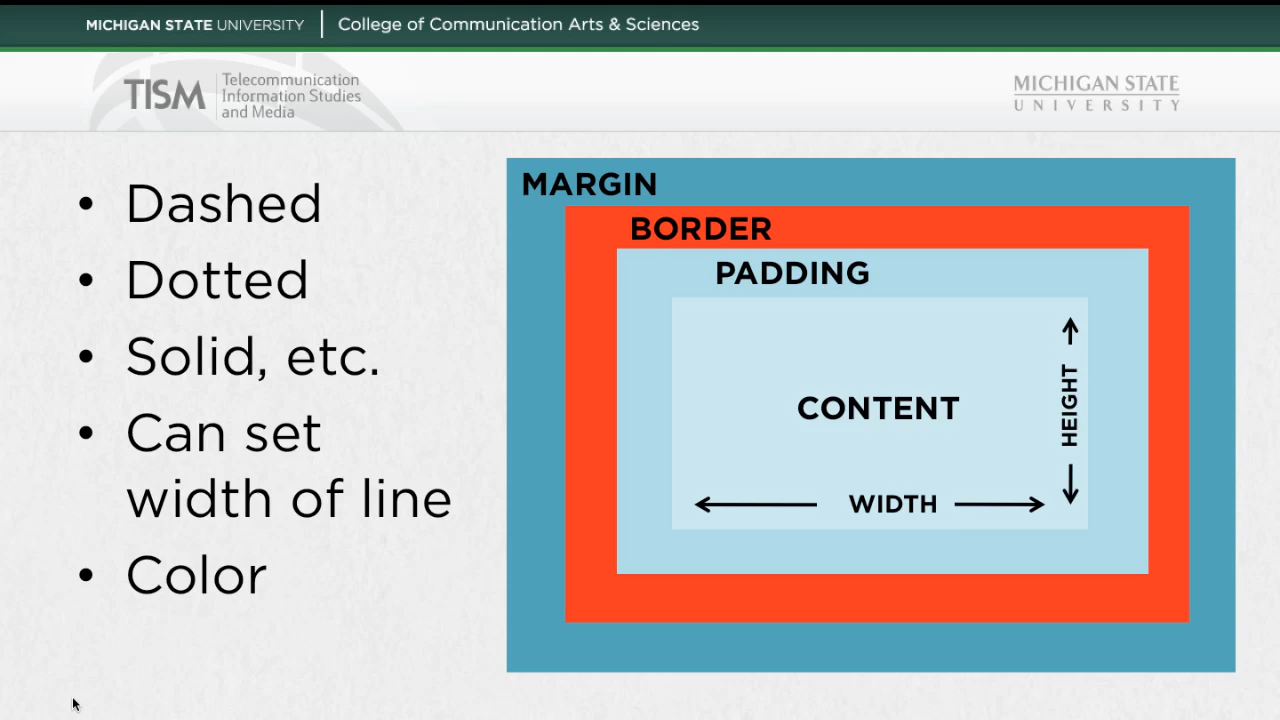 MICHIGAN STATE UNIVERSITY | College of Communication Arts & Sciences
TISM
Telecommunication
Information Studies
and Media
MICHIGAN STATE
UNIVERSITY
• Dashed
• Dotted
• Solid, etc.
• Can set
width of line
• Color
MARGIN
BORDER
PADDING
CONTENT
HEIGHT
WIDTH